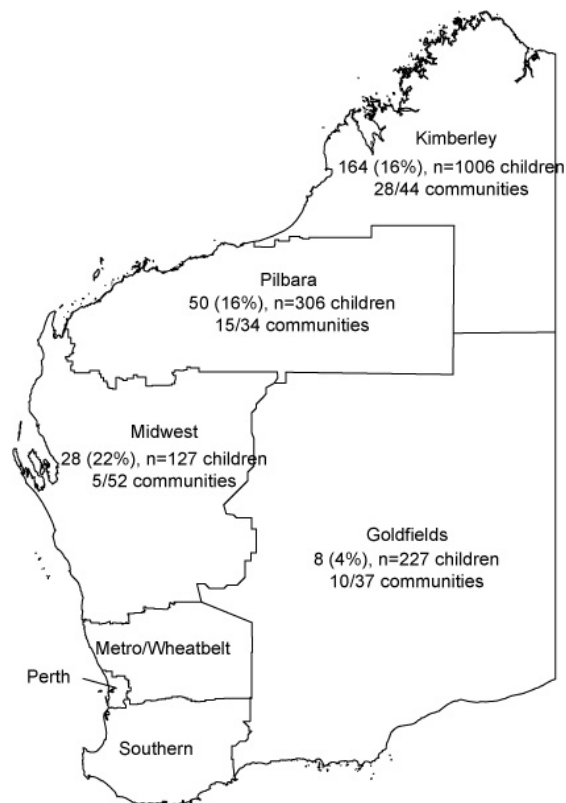 Kimberley
164 (16%), n=1006 children
28/44 communities
Pilbara
50 (16%), n=306 children
15/34 communities
Midwest
28 (22%), n=127 children
5/52 communities
Goldfields
8 (4%), n=227 children
10/37 communities
Metro/Wheatbelt
Perth
Southern